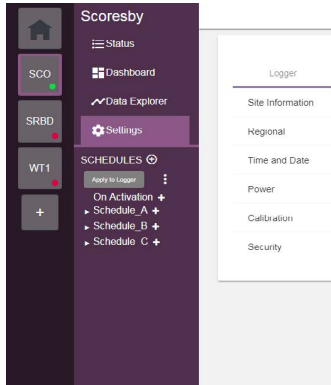 Scoresby
Status
Dashboard
Data Explorer
Settings
SCO
SRBD
WT1
+
SCHEDULES
Apply to Logger
On Activation +
Schedule_A +
Schedule_B +
Schedule_C +
Logger
Site Information
Regional
Time and Date
Power
Calibration
Security